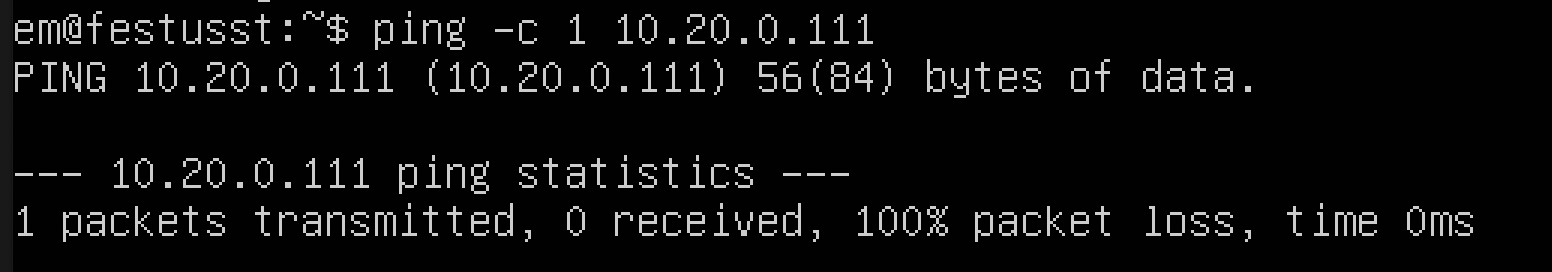 em@festusst:~$ ping -c 1 10.20.0.111
PING 10.20.0.111 (10.20.0.111) 56(84) bytes of data.
--- 10.20.0.111 ping statistics ---
1 packets transmitted, 0 received, 100% packet loss, time 0ms